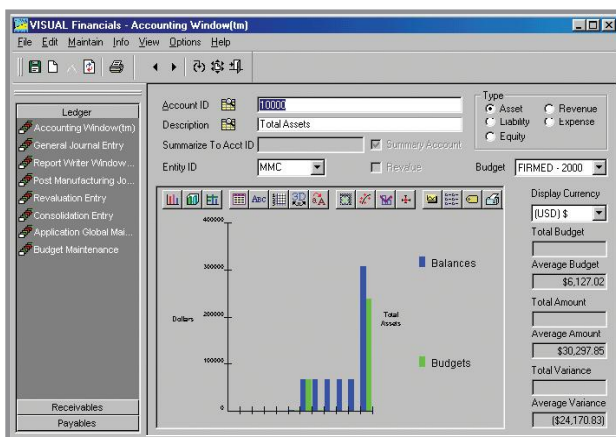 VISUAL Financials - Accounting Window(tm)
File Edit Maintain Info View Options Help
Ledger
Accounting Window(tm)
General Journal Entry
Report Writer Window...
Post Manufacturing Jo...
Revaluation Entry
Consolidation Entry
Application Global Mai...
Budget Maintenance
Receivables
Payables
Account ID 10000
Description Total Assets
Summarize To Acct ID Summary Account
Entity ID MMC Revalue
Type
Asset Revenue
Liability Expense
Equity
Budget FIRMED - 2000
ABC 3D
400000
300000
200000
100000
0
Dollars
Total
Assets
Balances
Budgets
Display Currency
(USD) $
Total Budget
Average Budget
$6,127.02
Total Amount
Average Amount
$30,297.85
Total Variance
Average Variance
($24,170.83)